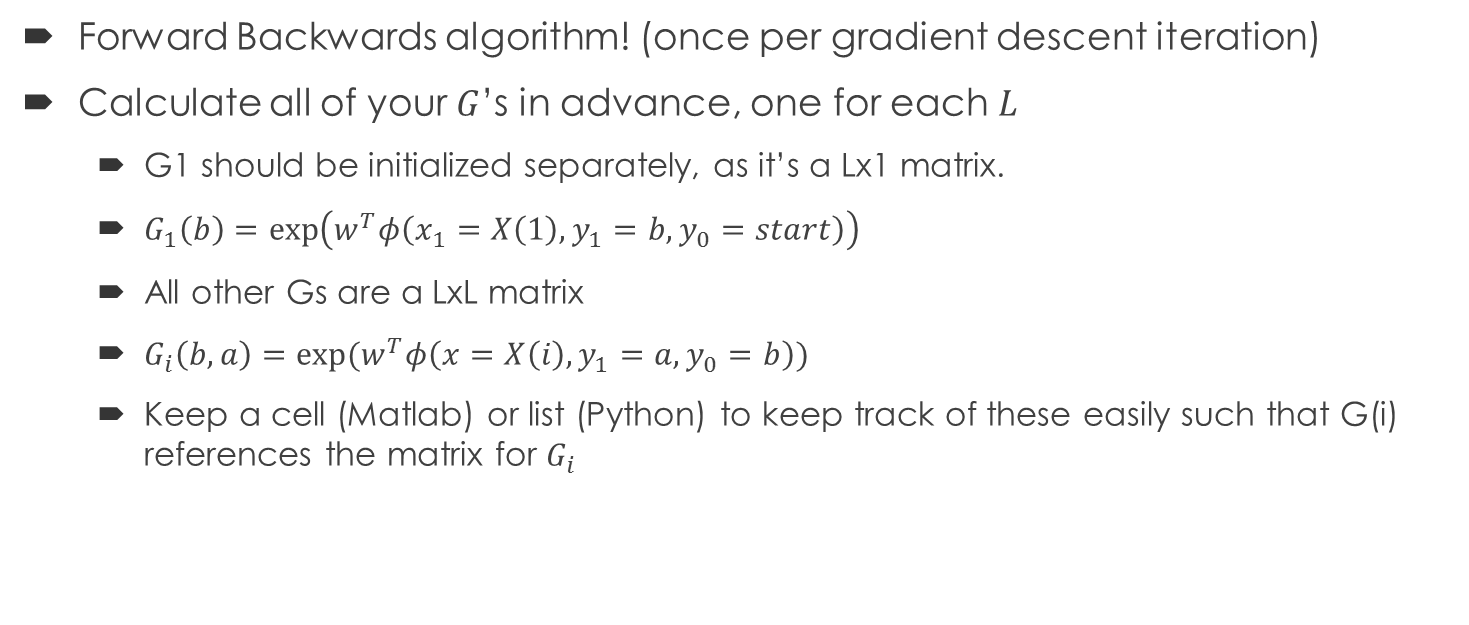 Forward Backwards algorithm! (once per gradient descent iteration)
Calculate all of your G's in advance, one for each L
G1 should be initialized separately, as it's a Lx1 matrix.
G₁(b) = exp(wᵀϕ(x₁ = X(1), y₁ = b, y₀ = start))
All other Gs are a LxL matrix
Gᵢ(b, a) = exp(wᵀϕ(x = X(i), y₁ = a, y₀ = b))
Keep a cell (Matlab) or list (Python) to keep track of these easily such that G(i)
references the matrix for Gᵢ